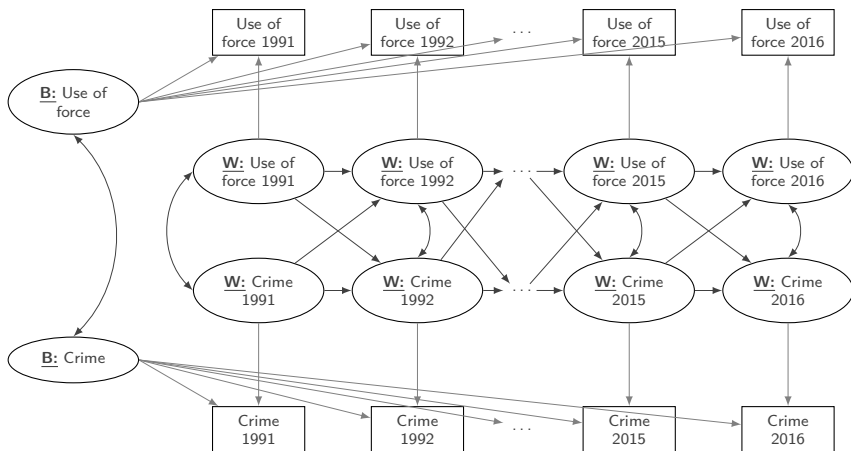 Use of
force 1991
Use of
force 1992
...
Use of
force 2015
Use of
force 2016
B: Use of
force
W: Use of
force 1991
W: Use of
force 1992
...
W: Use of
force 2015
W: Use of
force 2016
W: Crime
1991
W: Crime
1992
...
W: Crime
2015
W: Crime
2016
B: Crime
Crime
1991
Crime
1992
...
Crime
2015
Crime
2016